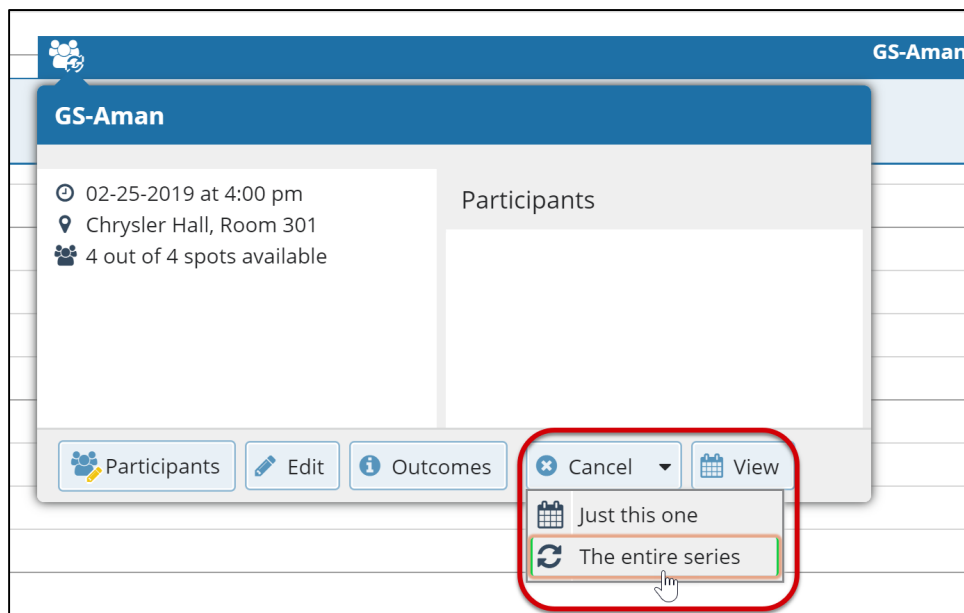 GS-Aman
GS-Aman
02-25-2019 at 4:00 pm
Chrysler Hall, Room 301
4 out of 4 spots available
Participants
Participants
Edit
Outcomes
Cancel
View
Just this one
The entire series